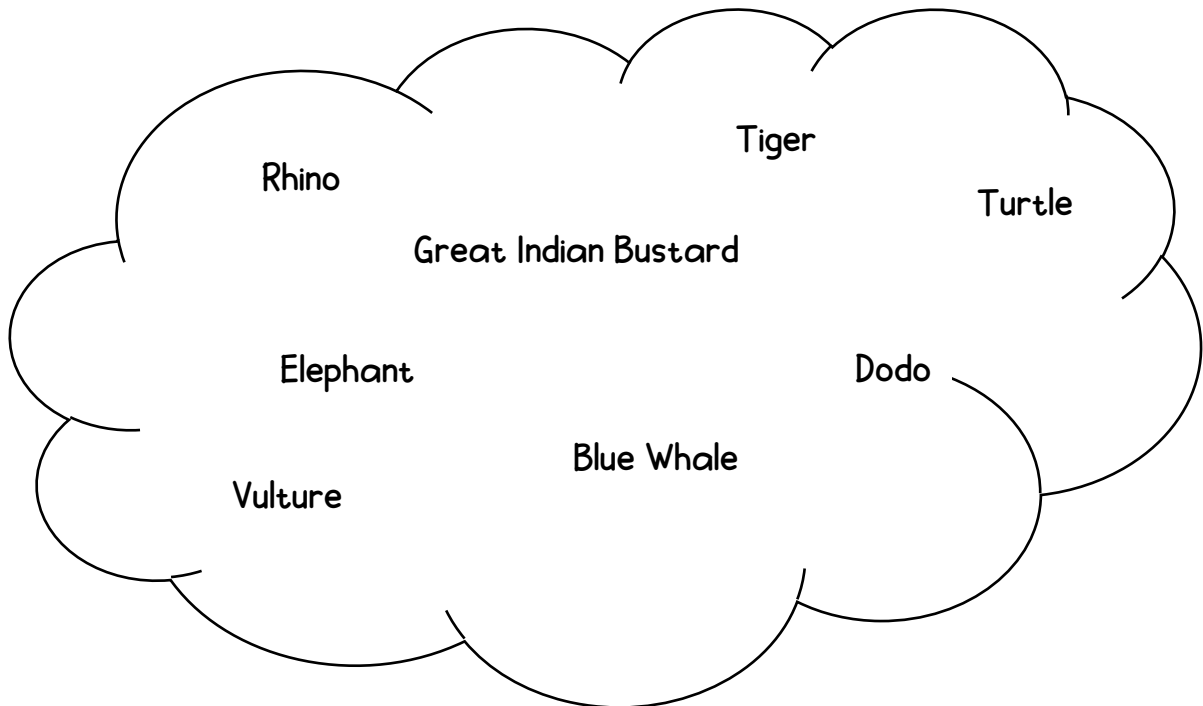 Tiger
Rhino
Turtle
Great Indian Bustard
Elephant
Dodo
Blue Whale
Vulture